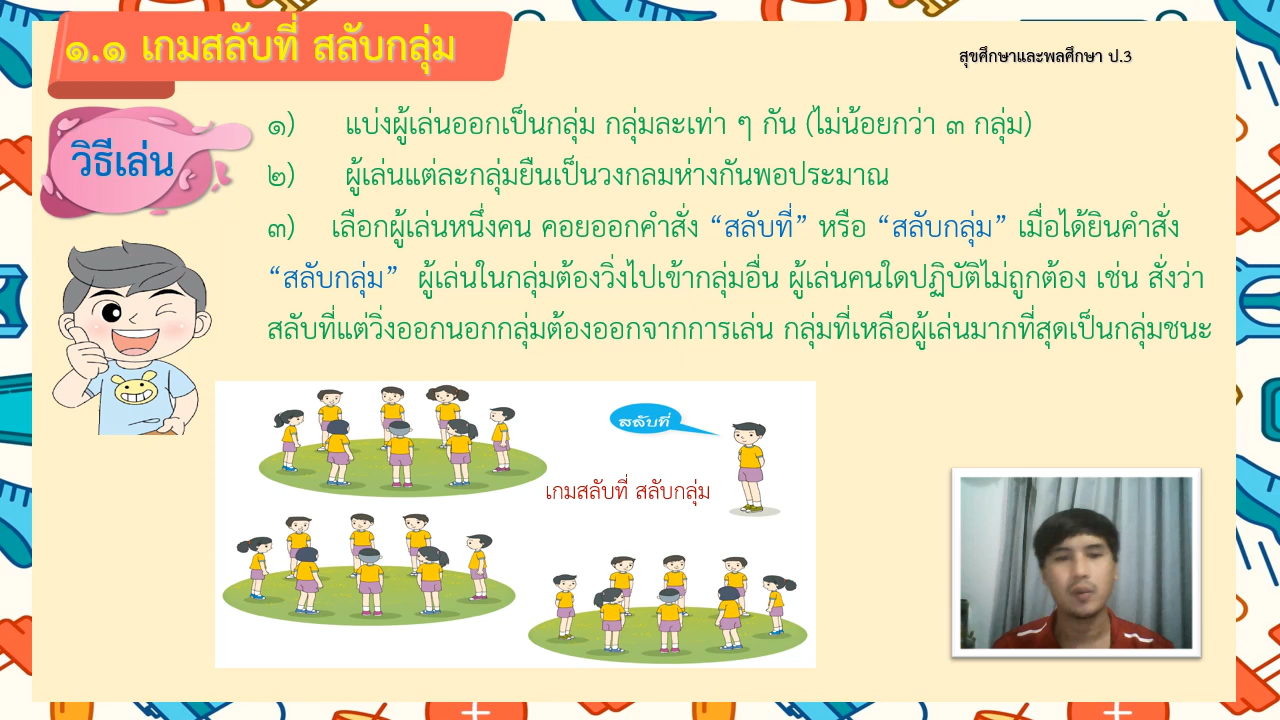 ๑.๑ เกมสลับที่ สลับกลุ่ม
สุขศึกษาและพลศึกษา ป.3
วิธีเล่น
๑) แบ่งผู้เล่นออกเป็นกลุ่ม กลุ่มละเท่า ๆ กัน (ไม่น้อยกว่า ๓ กลุ่ม)
๒) ผู้เล่นแต่ละกลุ่มยืนเป็นวงกลมห่างกันพอประมาณ
๓) เลือกผู้เล่นหนึ่งคน คอยออกคำสั่ง “สลับที่” หรือ “สลับกลุ่ม” เมื่อได้ยินคำสั่ง
“สลับกลุ่ม” ผู้เล่นในกลุ่มต้องวิ่งไปเข้ากลุ่มอื่น ผู้เล่นคนใดปฏิบัติไม่ถูกต้อง เช่น สั่งว่า
สลับที่แต่วิ่งออกนอกกลุ่มต้องออกจากการเล่น กลุ่มที่เหลือผู้เล่นมากที่สุดเป็นกลุ่มชนะ
สลับที่
เกมสลับที่ สลับกลุ่ม